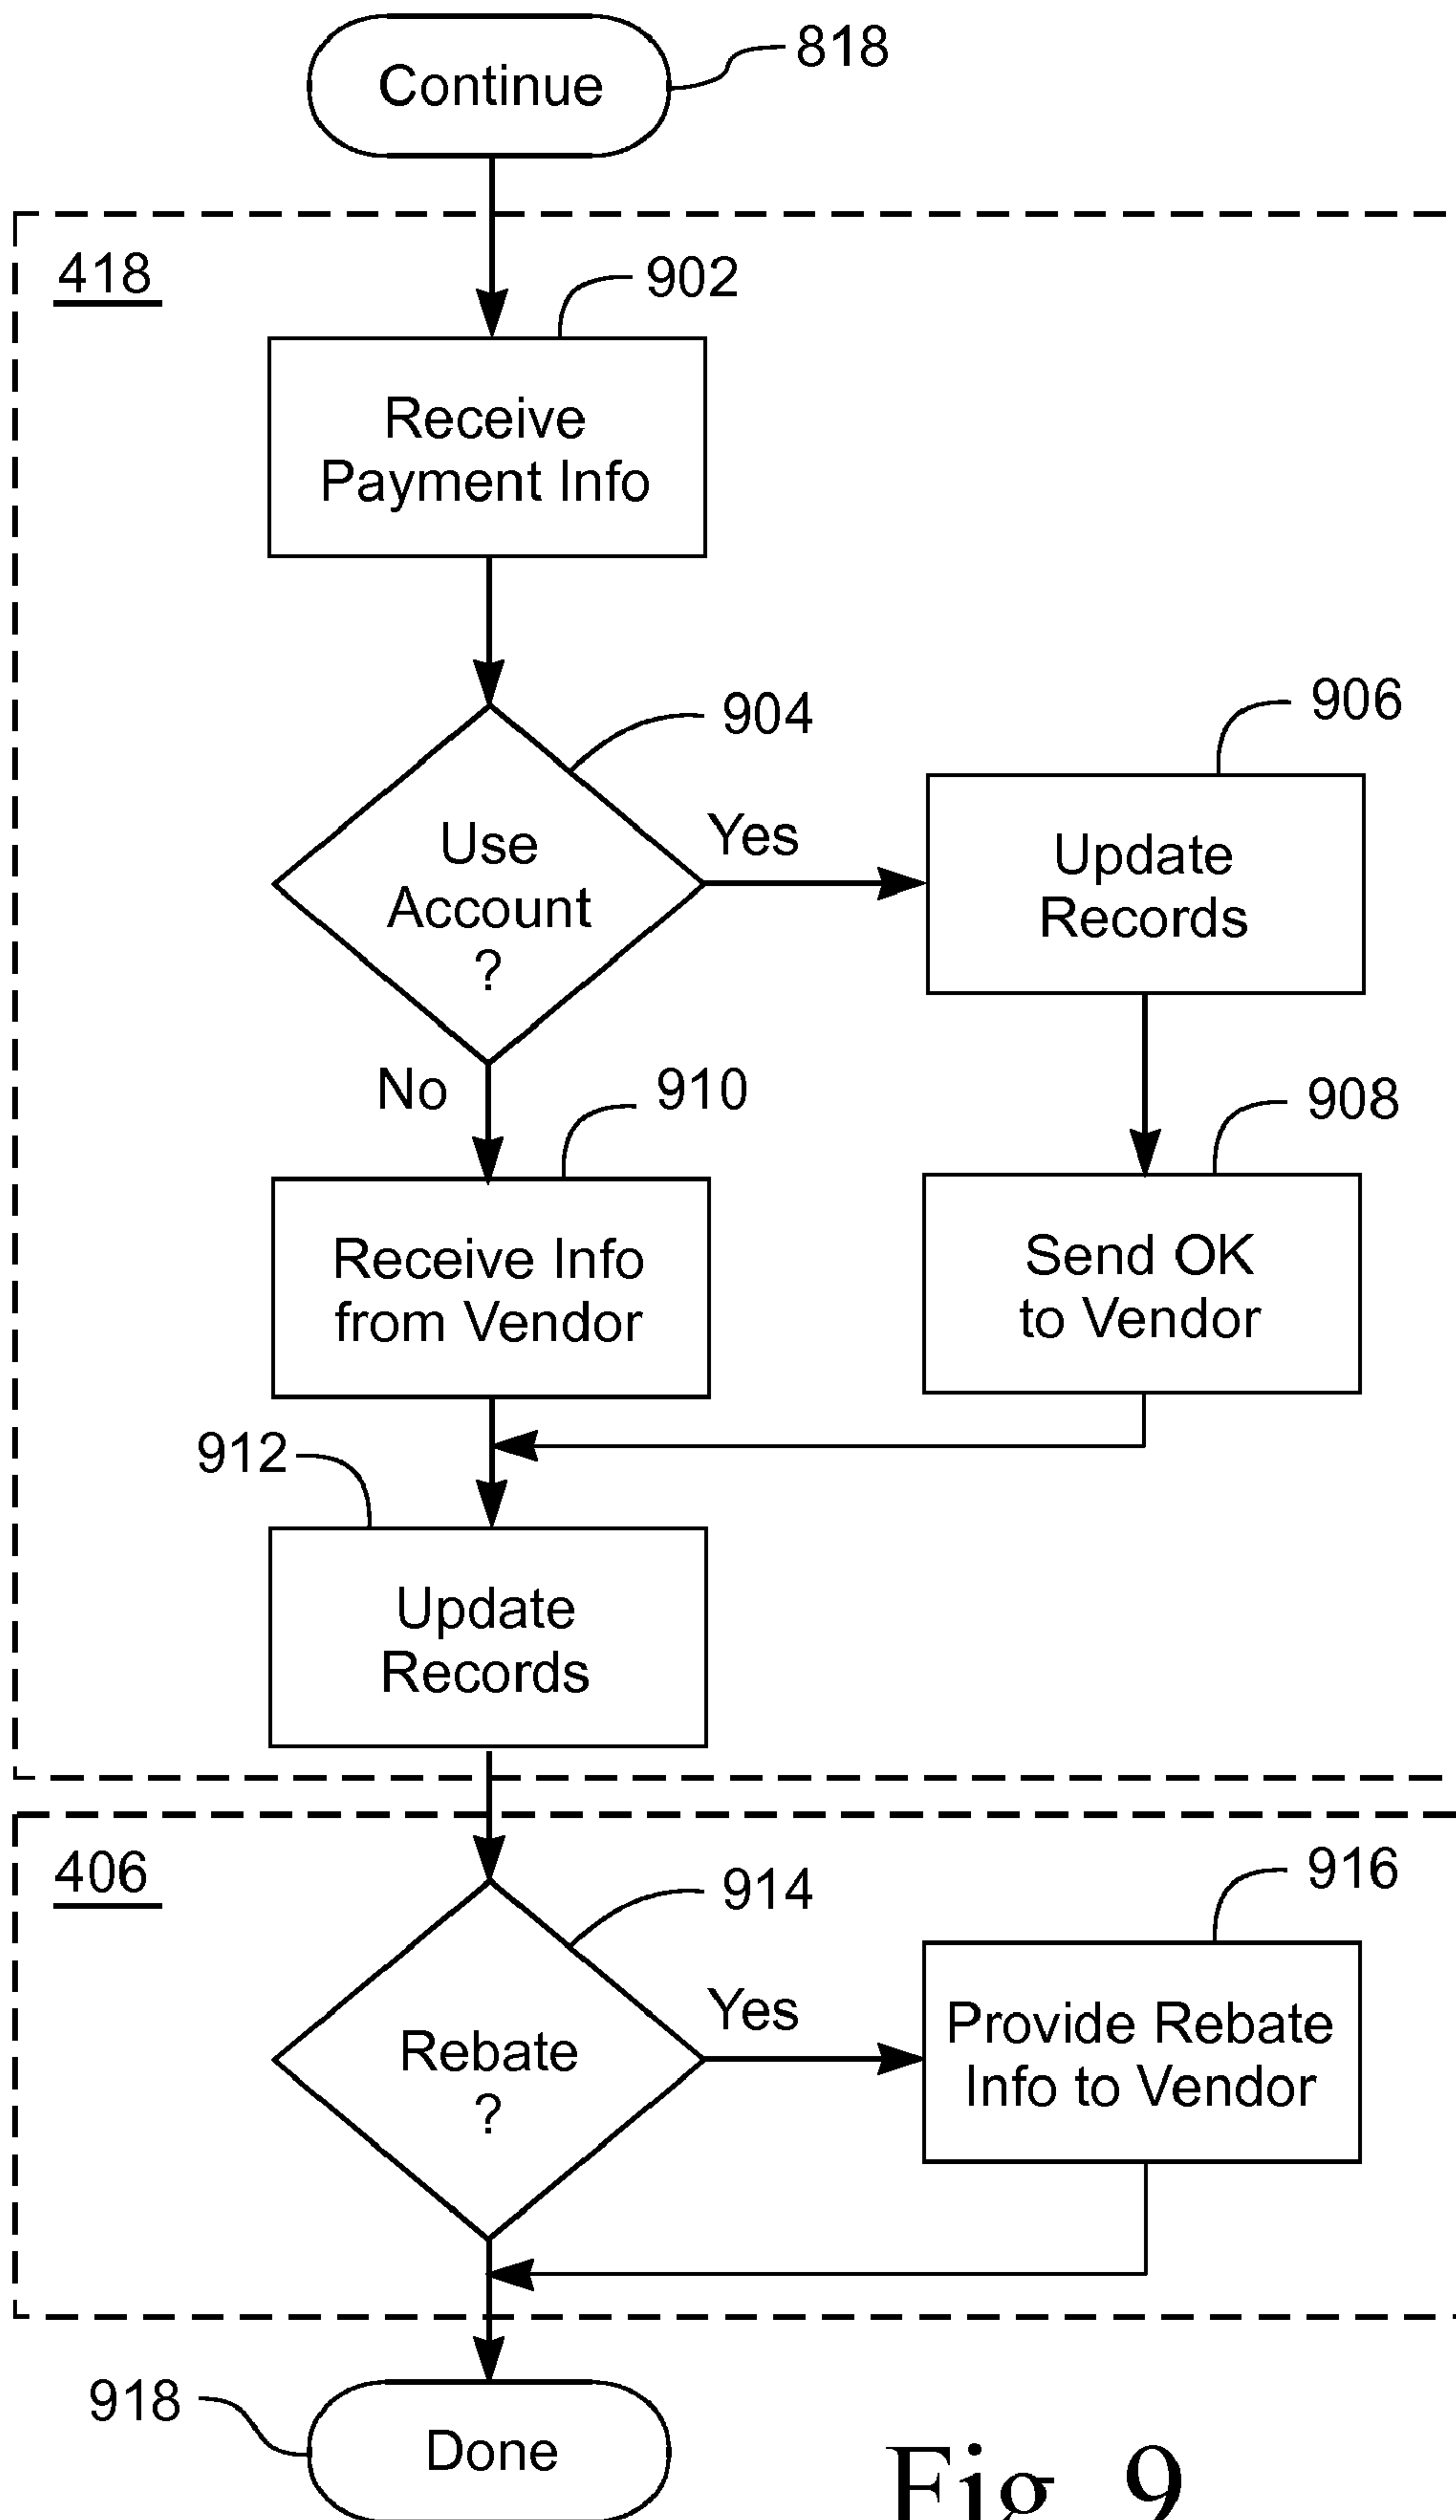 Continue
818
418
902
Receive
Payment Info
904
906
Use
Account
?
Yes
Update
Records
No
910
908
Receive Info
from Vendor
Send OK
to Vendor
912
Update
Records
406
914
916
Rebate
?
Yes
Provide Rebate
Info to Vendor
918
Done
Fig. 9